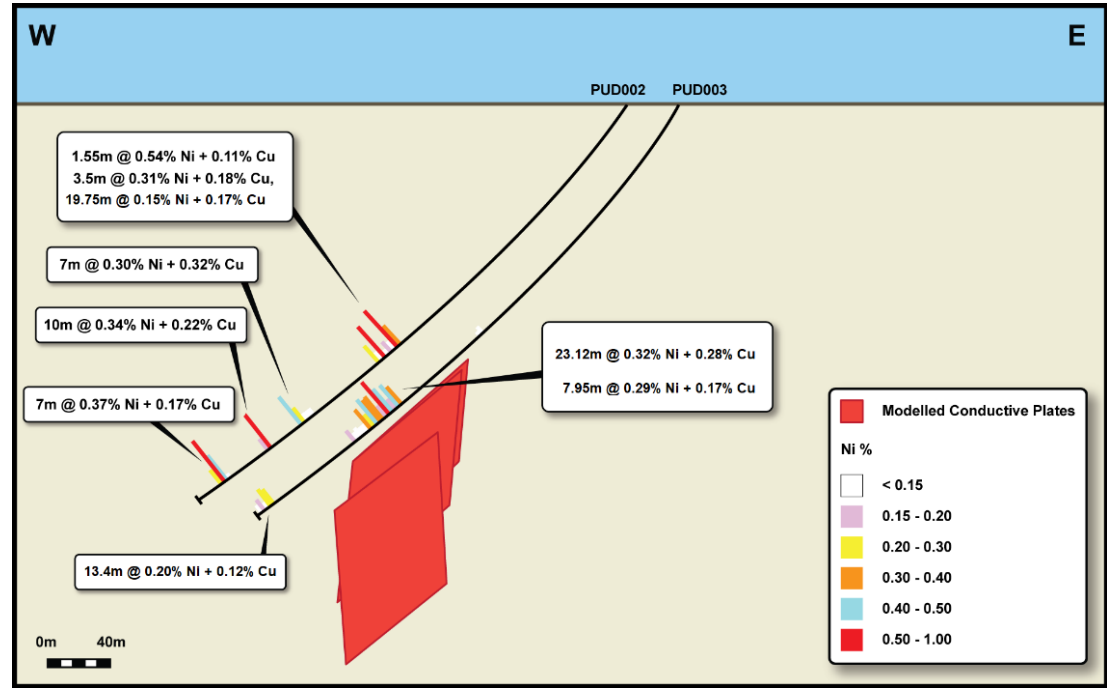 W
E
PUD002
PUD003
1.55m @ 0.54% Ni + 0.11% Cu
3.5m @ 0.31% Ni + 0.18% Cu,
19.75m @ 0.15% Ni + 0.17% Cu
7m @ 0.30% Ni + 0.32% Cu
10m @ 0.34% Ni + 0.22% Cu
7m @ 0.37% Ni + 0.17% Cu
23.12m @ 0.32% Ni + 0.28% Cu
7.95m @ 0.29% Ni + 0.17% Cu
13.4m @ 0.20% Ni + 0.12% Cu
Modelled Conductive Plates
Ni %
< 0.15
0.15 - 0.20
0.20 - 0.30
0.30 - 0.40
0.40 - 0.50
0.50 - 1.00
0m
40m